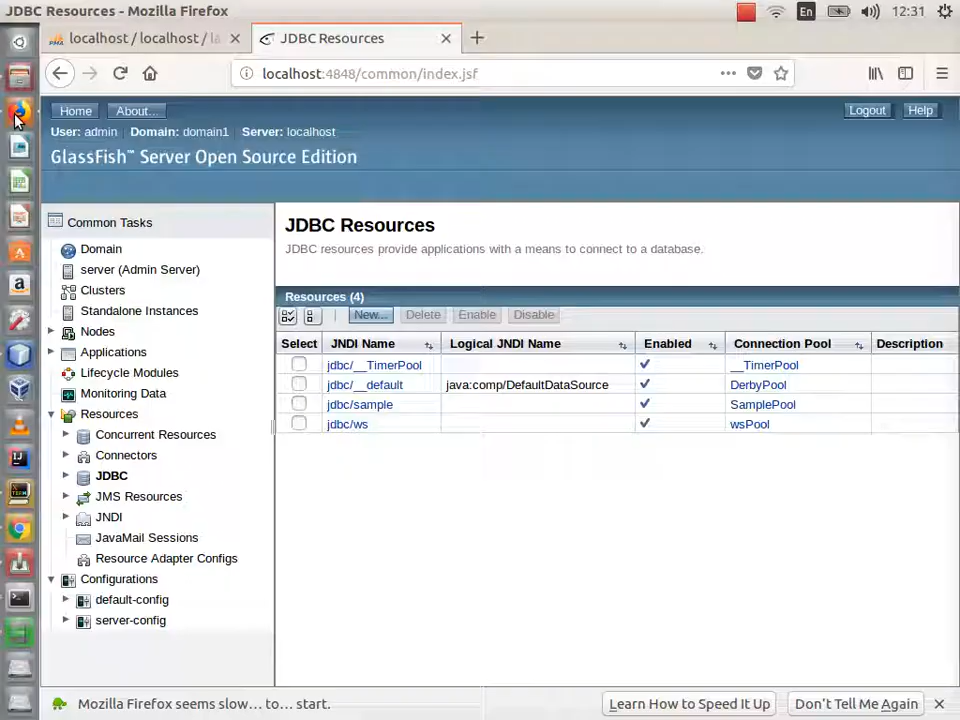 JDBC Resources - Mozilla Firefox
En
12:31
localhost / localhost / la
JDBC Resources
localhost:4848/common/index.jsf
Home
About...
Logout
Help
User: admin Domain: domain1 Server: localhost
GlassFish™ Server Open Source Edition
Common Tasks
Domain
server (Admin Server)
Clusters
Standalone Instances
Nodes
Applications
Lifecycle Modules
Monitoring Data
Resources
Concurrent Resources
Connectors
JDBC
JMS Resources
JNDI
JavaMail Sessions
Resource Adapter Configs
Configurations
default-config
server-config
JDBC Resources
JDBC resources provide applications with a means to connect to a database.
Resources (4)
New... Delete Enable Disable
Select JNDI Name Logical JNDI Name Enabled Connection Pool Description
jdbc/__TimerPool __TimerPool
jdbc/__default java:comp/DefaultDataSource DerbyPool
jdbc/sample SamplePool
jdbc/ws wsPool
Mozilla Firefox seems slow… to… start.
Learn How to Speed It Up
Don't Tell Me Again